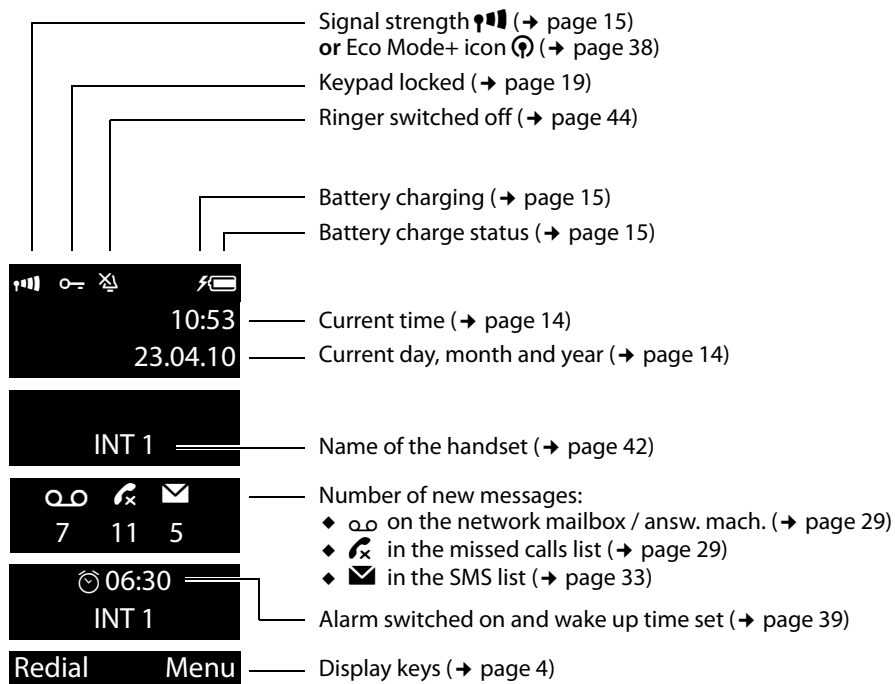 Signal strength (➔ page 15)
or Eco Mode+ icon (➔ page 38)
Keypad locked (➔ page 19)
Ringer switched off (➔ page 44)
Battery charging (➔ page 15)
Battery charge status (➔ page 15)
10:53
Current time (➔ page 14)
23.04.10
Current day, month and year (➔ page 14)
INT 1
Name of the handset (➔ page 42)
Number of new messages:
7 11 5
◆ on the network mailbox / answ. mach. (➔ page 29)
◆ in the missed calls list (➔ page 29)
◆ in the SMS list (➔ page 33)
06:30
INT 1
Alarm switched on and wake up time set (➔ page 39)
Redial Menu
Display keys (➔ page 4)